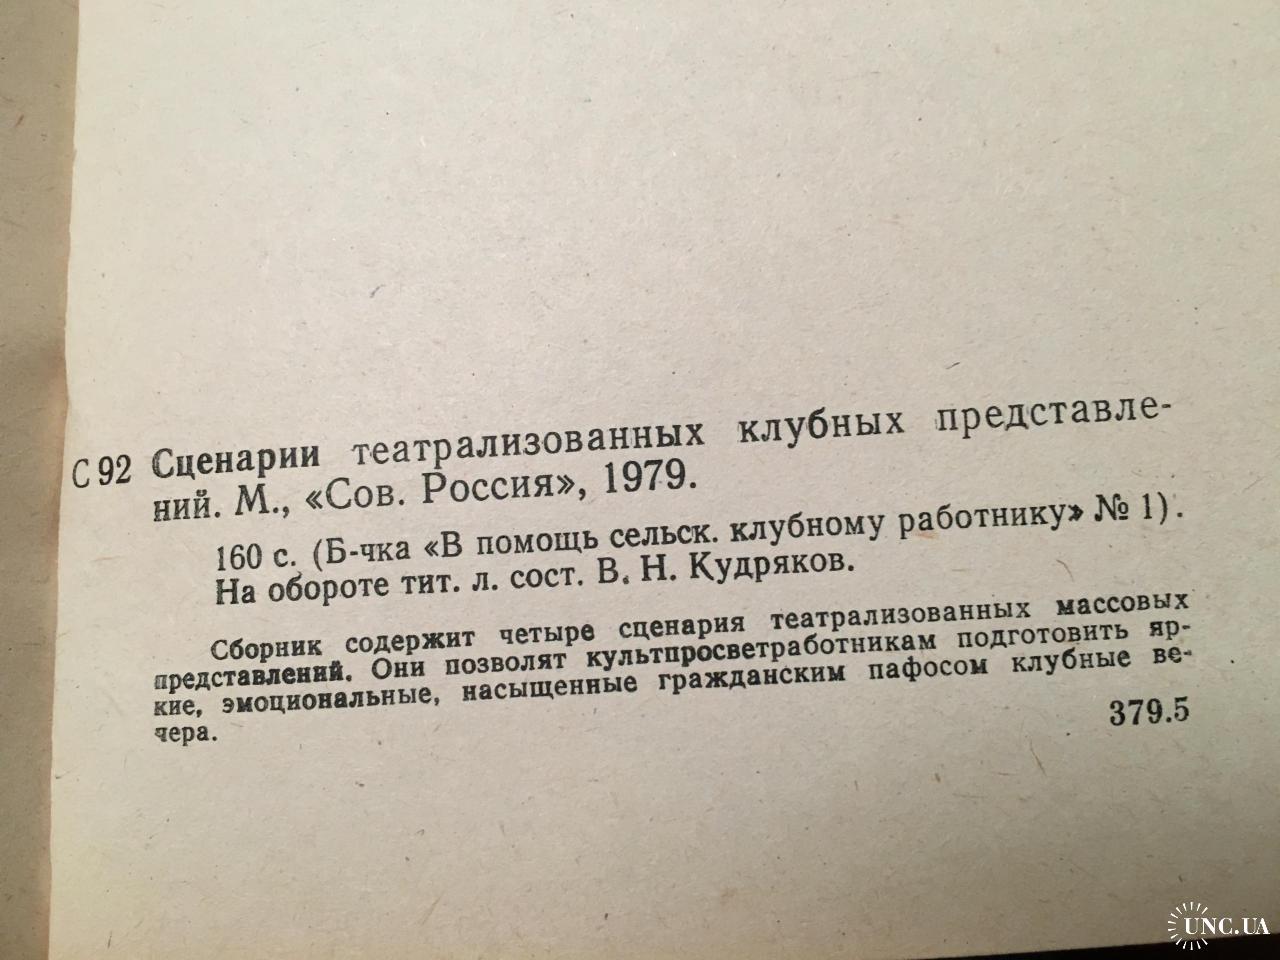 С 92 Сценарии театрализованных клубных представле-
ний. М., «Сов. Россия», 1979.
160 с. (Б-чка «В помощь сельск. клубному работнику» № 1).
На обороте тит. л. сост. В. Н. Кудряков.
Сборник содержит четыре сценария театрализованных массовых
представлений. Они позволят культпросветработникам подготовить яр-
кие, эмоциональные, насыщенные гражданским пафосом клубные ве-
чера.
379.5
UNC.UA